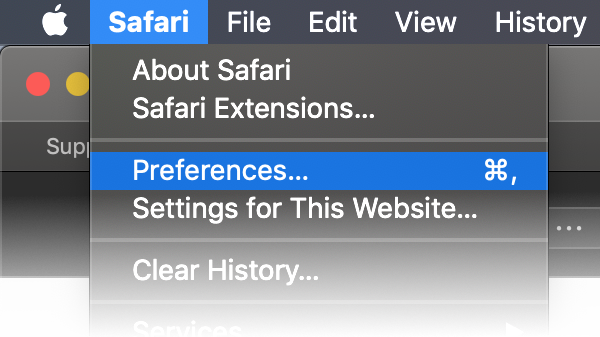 Safari File Edit View History
About Safari
Safari Extensions...
Supp
Preferences... ⌘,
Settings for This Website...
Clear History...
Services